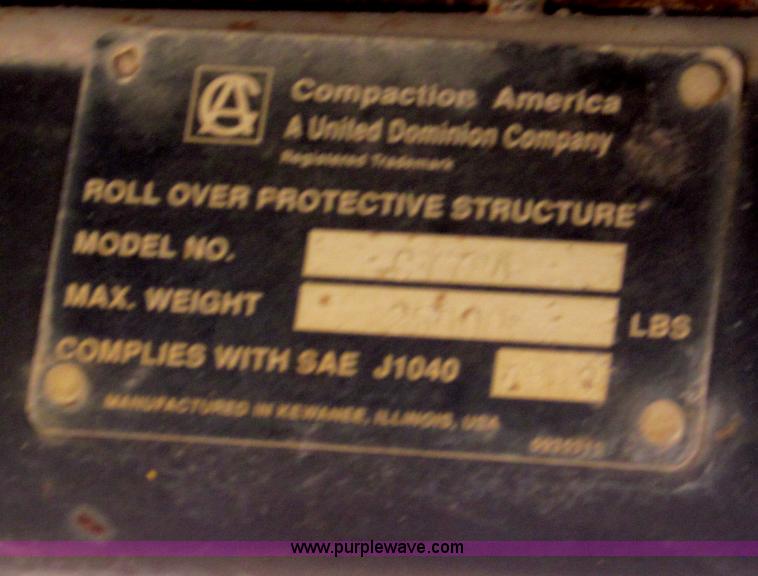 CA
Compaction America
A United Dominion Company
Registered Trademark
ROLL OVER PROTECTIVE STRUCTURE
MODEL NO.
MAX. WEIGHT LBS
COMPLIES WITH SAE J1040
MANUFACTURED IN KEWANEE, ILLINOIS, USA
www.purplewave.com